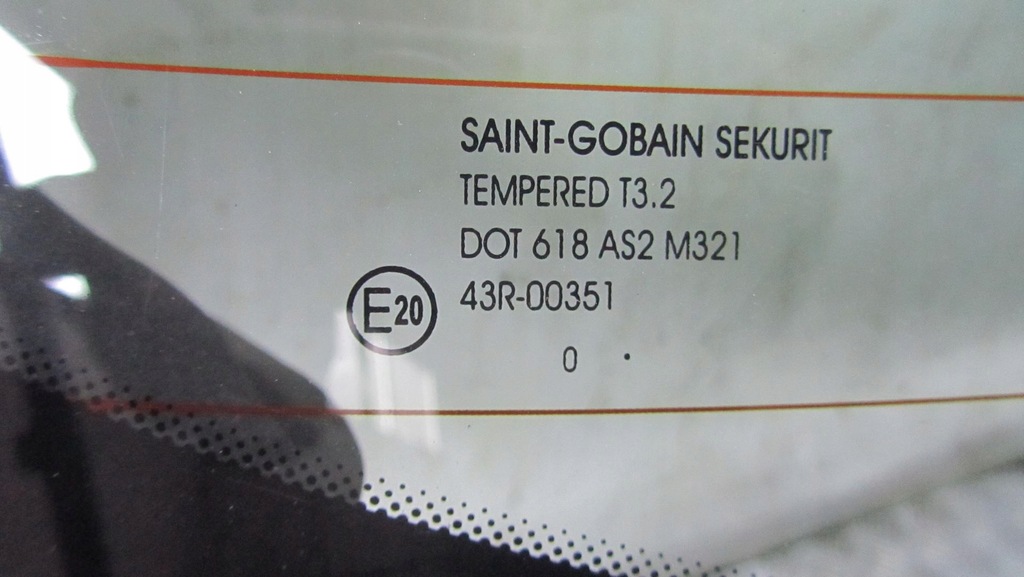 SAINT-GOBAIN SEKURIT
TEMPERED T3.2
DOT 618 AS2 M321
E20 43R-00351
0 .